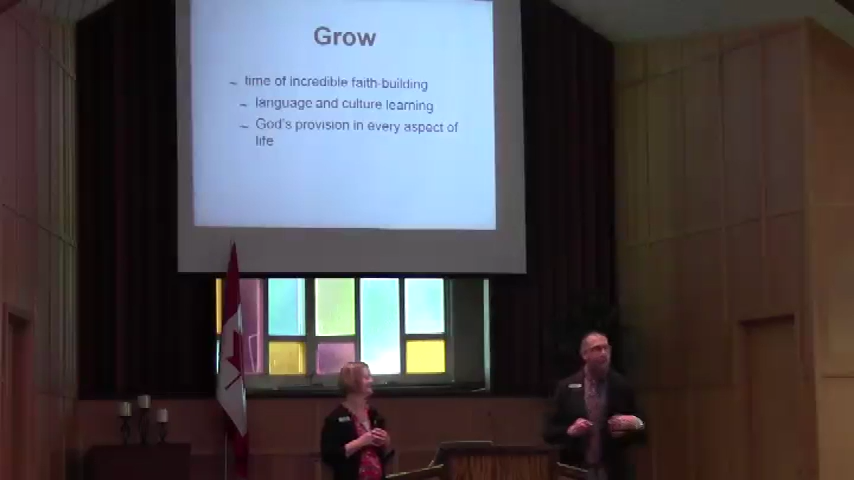 Grow
~ time of incredible faith-building
~ language and culture learning
~ God's provision in every aspect of
life